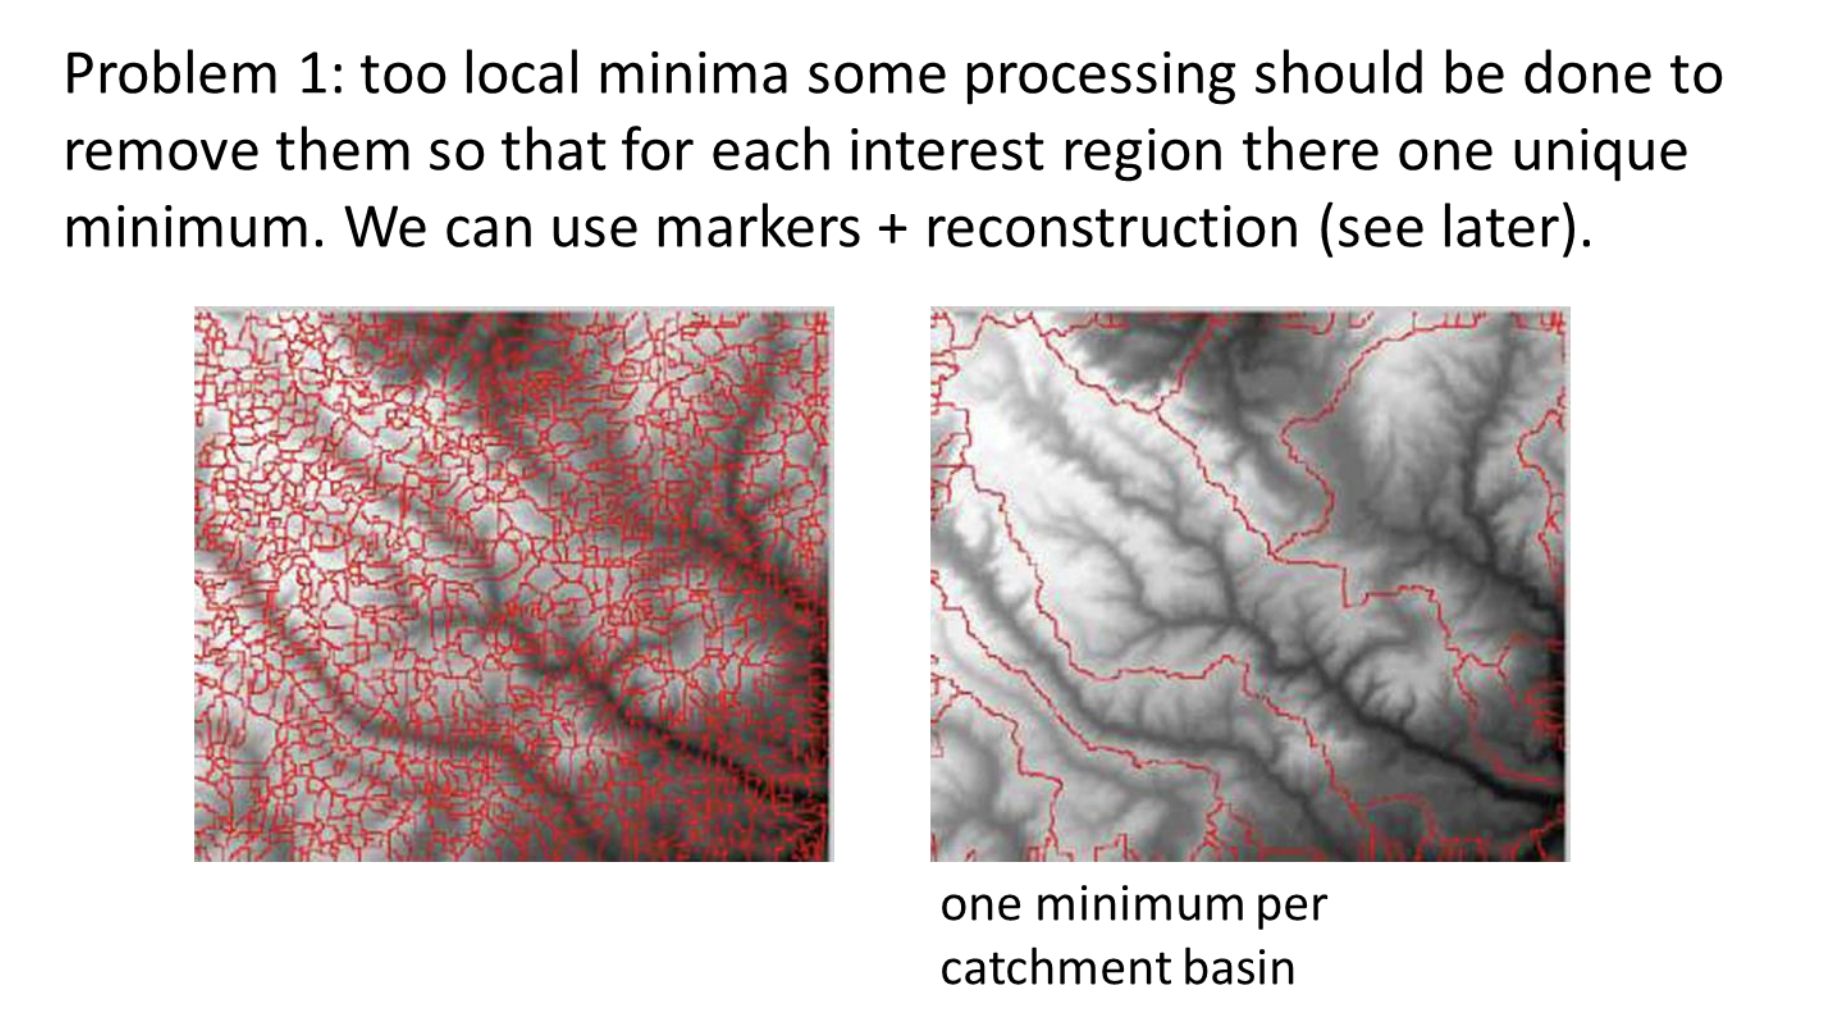 Problem 1: too local minima some processing should be done to
remove them so that for each interest region there one unique
minimum. We can use markers + reconstruction (see later).
one minimum per
catchment basin